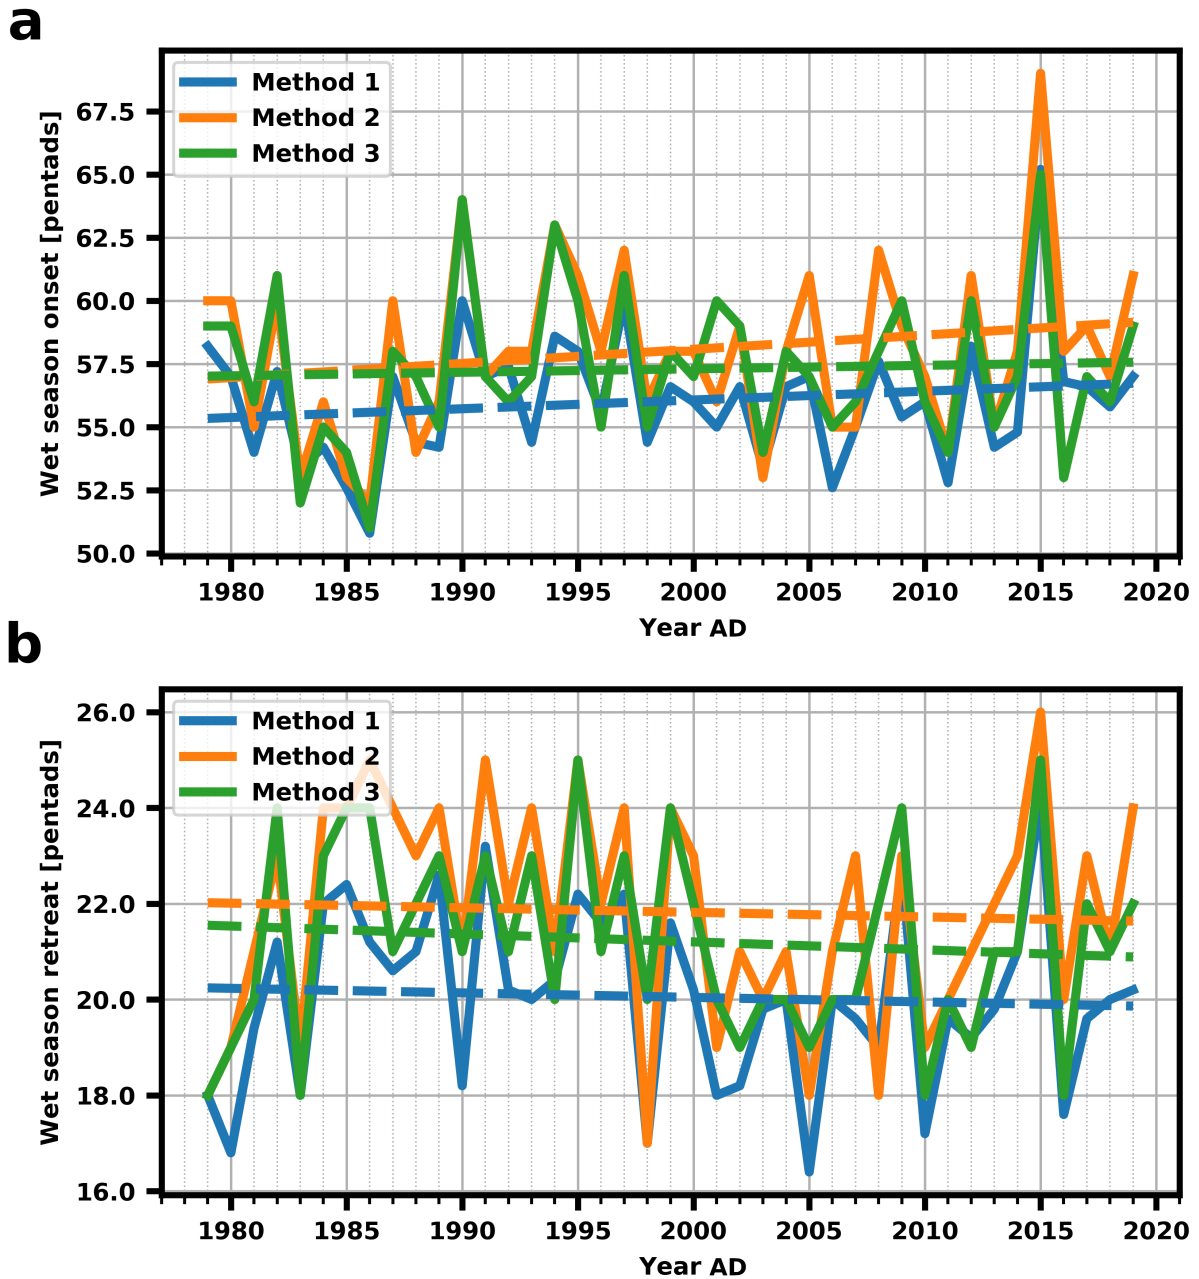 a
Wet season onset [pentads]
67.5
65.0
62.5
60.0
57.5
55.0
52.5
50.0
Method 1
Method 2
Method 3
1980 1985 1990 1995 2000 2005 2010 2015 2020
Year AD
b
Wet season retreat [pentads]
26.0
24.0
22.0
20.0
18.0
16.0
Method 1
Method 2
Method 3
1980 1985 1990 1995 2000 2005 2010 2015 2020
Year AD